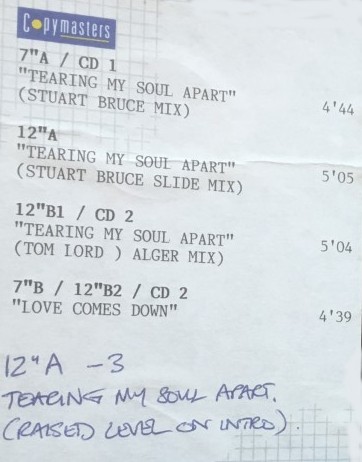 Copymasters
7"A / CD 1
"TEARING MY SOUL APART"
(STUART BRUCE MIX) 4'44
12"A
"TEARING MY SOUL APART"
(STUART BRUCE SLIDE MIX) 5'05
12"B1 / CD 2
"TEARING MY SOUL APART"
(TOM LORD ) ALGER MIX) 5'04
7"B / 12"B2 / CD 2
"LOVE COMES DOWN" 4'39
12"A -3
TEARING MY SOUL APART.
(RAISED LEVEL ON INTRO).